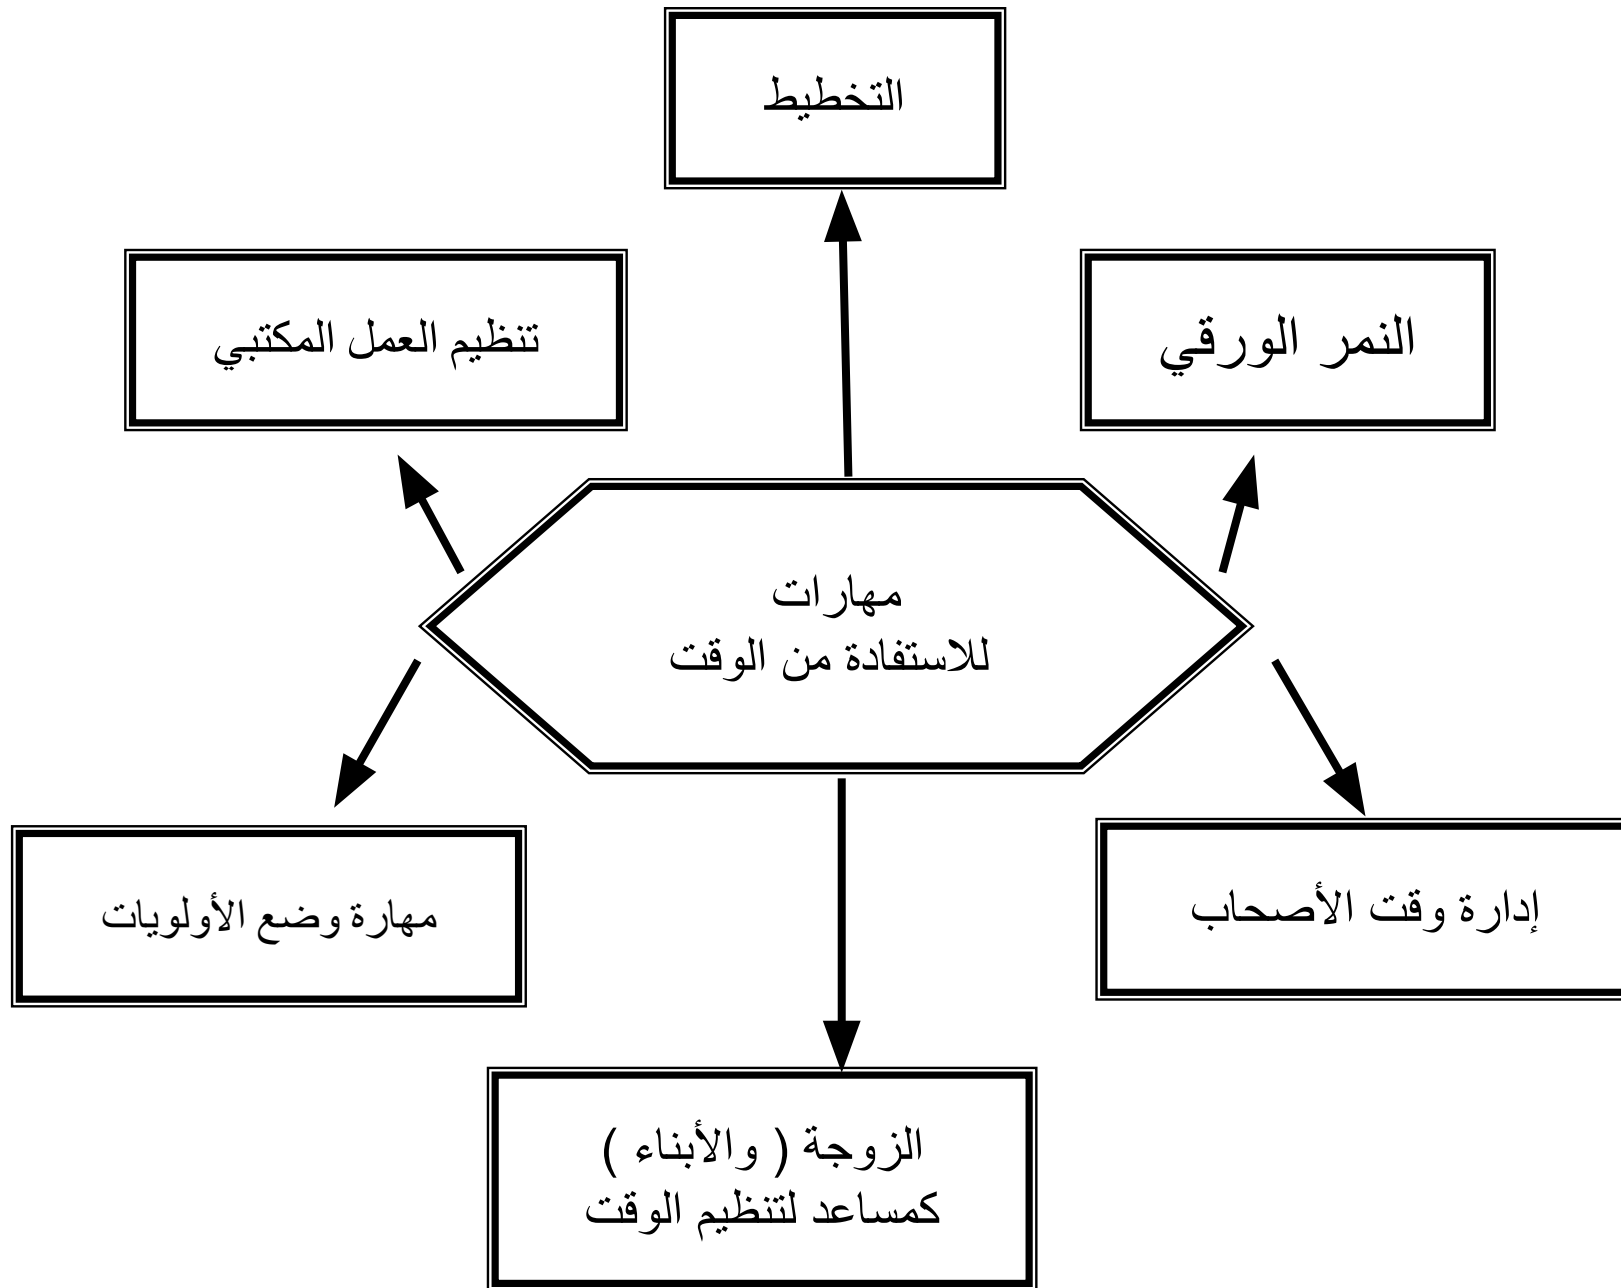 التخطيط
النمر الورقي
تنظيم العمل المكتبي
مهارات
للاستفادة من الوقت
إدارة وقت الأصحاب
مهارة وضع الأولويات
الزوجة ( والأبناء )
كمساعد لتنظيم الوقت